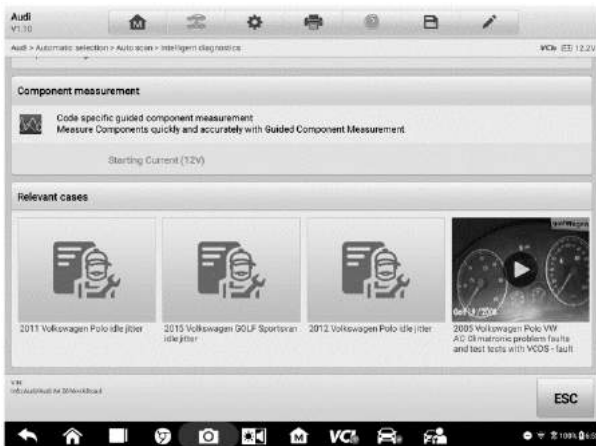 Audi
V1.10
Audi > Automatic selection > Auto scan > Intelligent diagnostics
VCI 12.2V
Component measurement
Code specific guided component measurement
Measure Components quickly and accurately with Guided Component Measurement
Starting Current (12V)
Relevant cases
2011 Volkswagen Polo idle jitter
2015 Volkswagen GOLF Sportsvan
idle jitter
2012 Volkswagen Polo idle jitter
2005 Volkswagen Polo VW
AC Climatronic problem faults
and test tests with VCDS - fault
VIN
ESC
VCI
100%